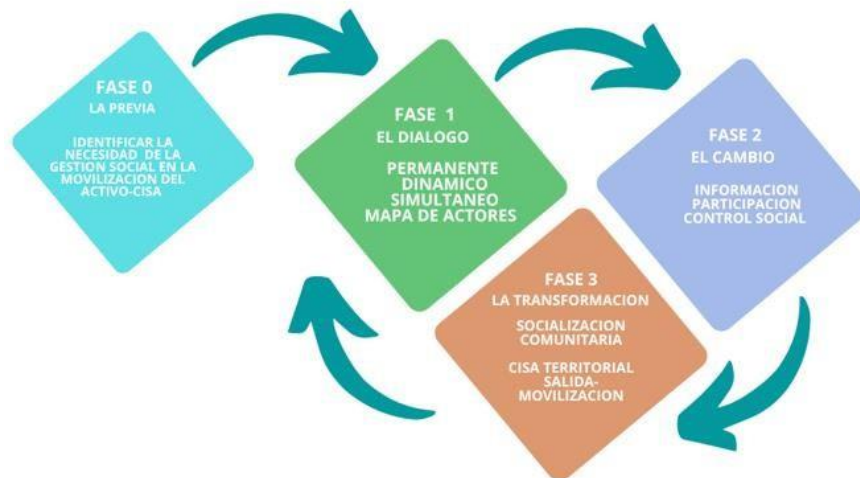 FASE 0
LA PREVIA
IDENTIFICAR LA
NECESIDAD DE LA
GESTION SOCIAL EN LA
MOVILIZACION DEL
ACTIVO-CISA
FASE 1
EL DIALOGO
PERMANENTE
DINAMICO
SIMULTANEO
MAPA DE ACTORES
FASE 2
EL CAMBIO
INFORMACION
PARTICIPACION
CONTROL SOCIAL
FASE 3
LA TRANSFORMACION
SOCIALIZACION
COMUNITARIA
CISA TERRITORIAL
SALIDA-
MOVILIZACION